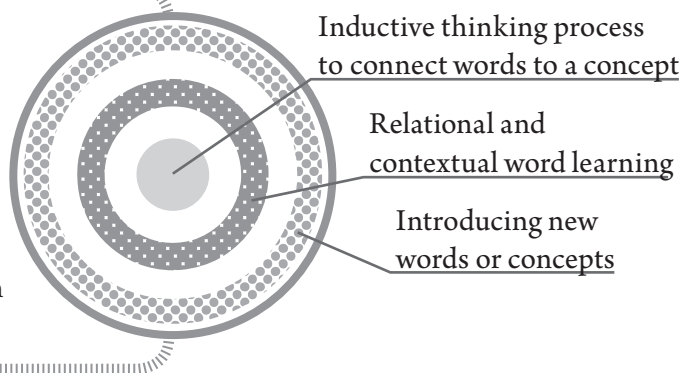 Inductive thinking process
to connect words to a concept
Relational and
contextual word learning
Introducing new
words or concepts